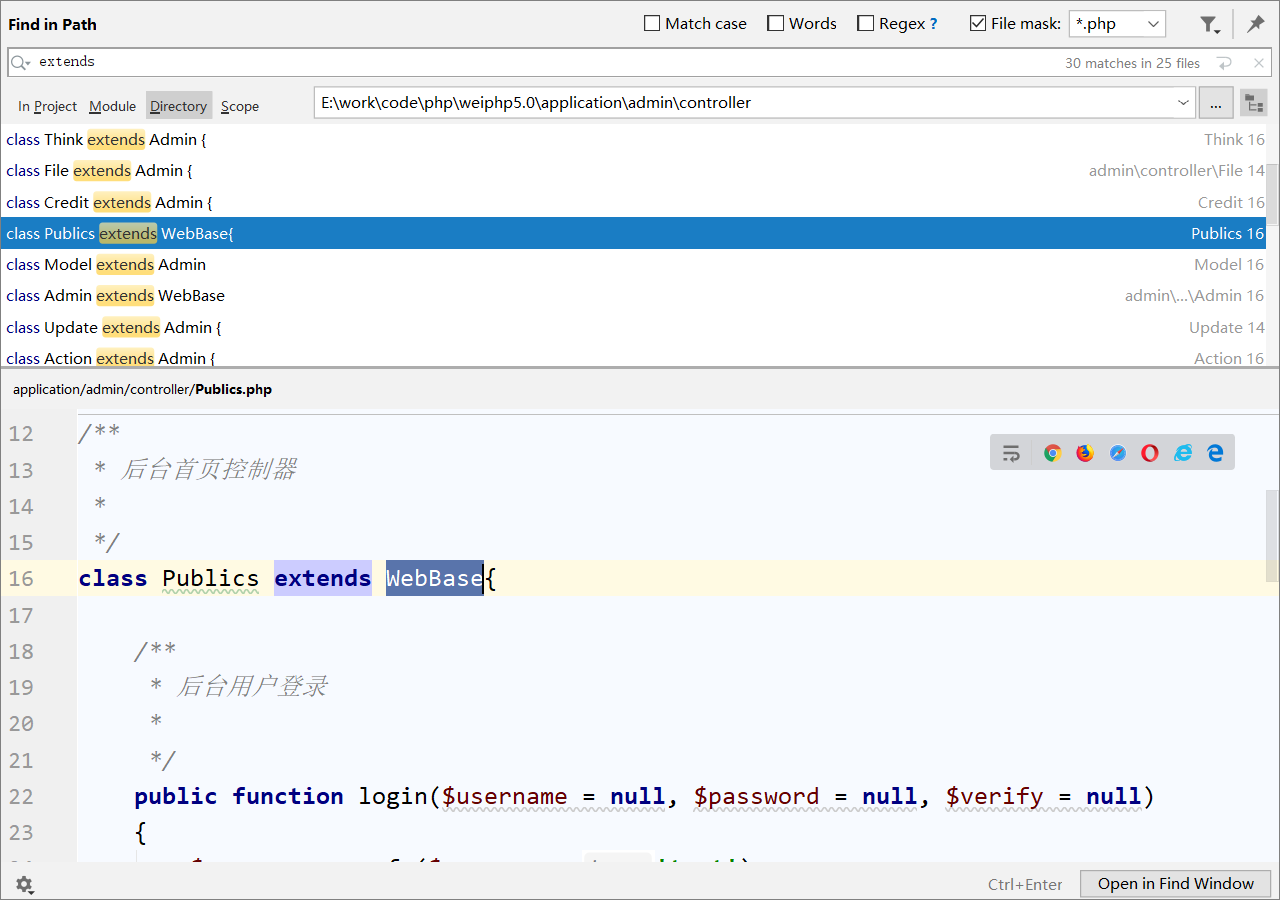 Find in Path
Match case
Words
Regex ?
File mask:
*.php
extends
30 matches in 25 files
In Project
Module
Directory
Scope
E:\work\code\php\weiphp5.0\application\admin\controller
...
class Think extends Admin { Think 16
class File extends Admin { admin\controller\File 14
class Credit extends Admin { Credit 16
class Publics extends WebBase{ Publics 16
class Model extends Admin Model 16
class Admin extends WebBase admin\...\Admin 16
class Update extends Admin { Update 14
class Action extends Admin { Action 16
application/admin/controller/Publics.php
12 /**
13 * 后台首页控制器
14 *
15 */
16 class Publics extends WebBase{
17
18 /**
19 * 后台用户登录
20 *
21 */
22 public function login($username = null, $password = null, $verify = null)
23 {
Ctrl+Enter
Open in Find Window